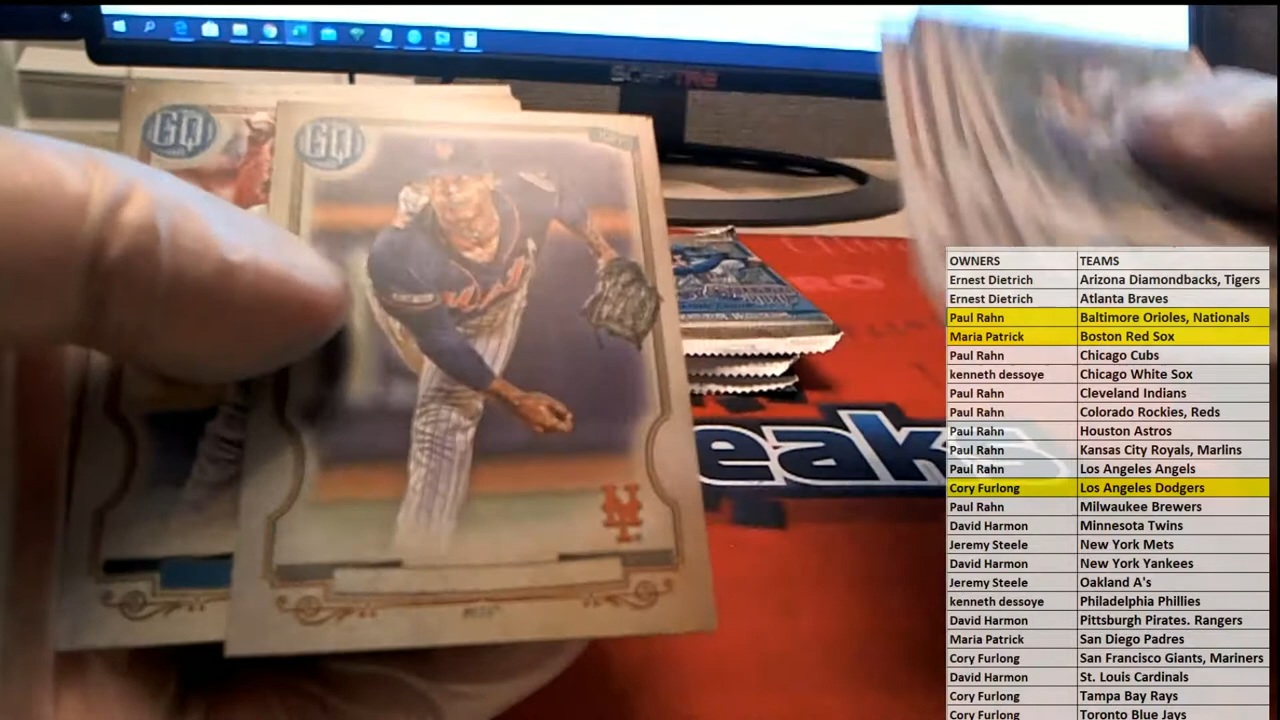 SCEPTRE
GQ
GQ
NY
eaks
OWNERS TEAMS
Ernest Dietrich Arizona Diamondbacks, Tigers
Ernest Dietrich Atlanta Braves
Paul Rahn Baltimore Orioles, Nationals
Maria Patrick Boston Red Sox
Paul Rahn Chicago Cubs
kenneth dessoye Chicago White Sox
Paul Rahn Cleveland Indians
Paul Rahn Colorado Rockies, Reds
Paul Rahn Houston Astros
Paul Rahn Kansas City Royals, Marlins
Paul Rahn Los Angeles Angels
Cory Furlong Los Angeles Dodgers
Paul Rahn Milwaukee Brewers
David Harmon Minnesota Twins
Jeremy Steele New York Mets
David Harmon New York Yankees
Jeremy Steele Oakland A's
kenneth dessoye Philadelphia Phillies
David Harmon Pittsburgh Pirates. Rangers
Maria Patrick San Diego Padres
Cory Furlong San Francisco Giants, Mariners
David Harmon St. Louis Cardinals
Cory Furlong Tampa Bay Rays
Cory Furlong Toronto Blue Jays